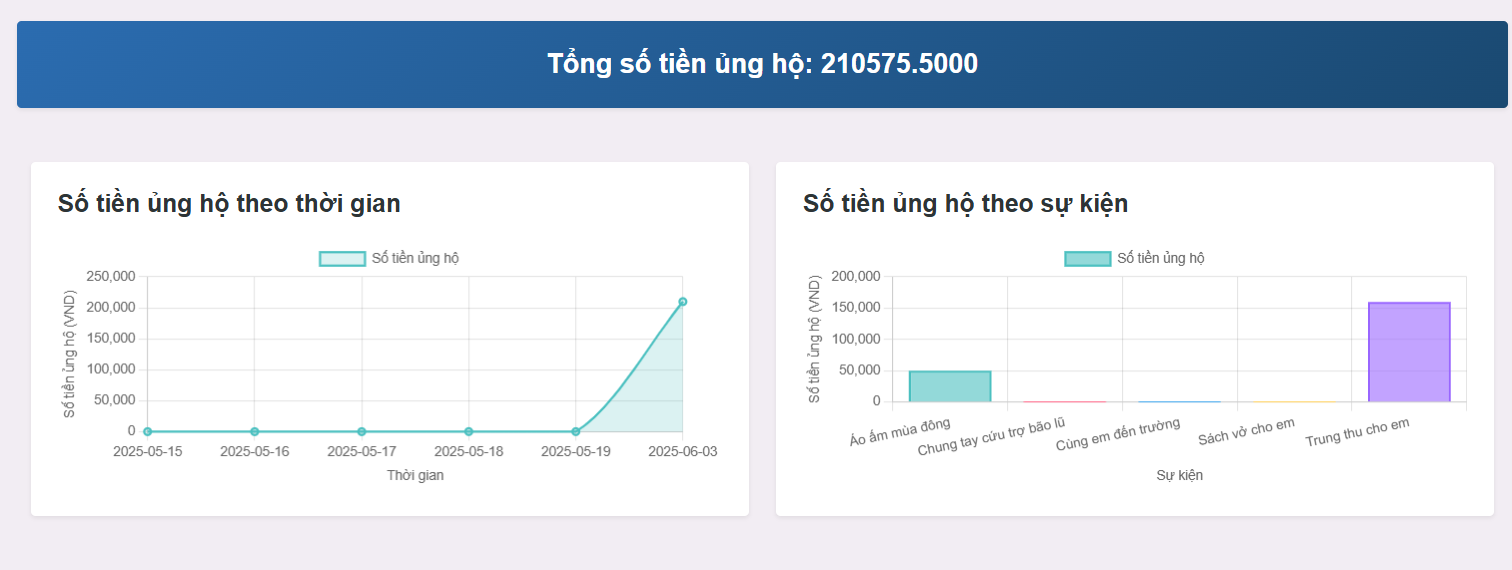 Tổng số tiền ủng hộ: 210575.5000
Số tiền ủng hộ theo thời gian
Số tiền ủng hộ
Số tiền ủng hộ (VND)
250,000
200,000
150,000
100,000
50,000
0
2025-05-15 2025-05-16 2025-05-17 2025-05-18 2025-05-19 2025-06-03
Thời gian
Số tiền ủng hộ theo sự kiện
Số tiền ủng hộ
Số tiền ủng hộ (VND)
200,000
150,000
100,000
50,000
0
Áo ấm mùa đông
Chung tay cứu trợ bão lũ
Cùng em đến trường
Sách vở cho em
Trung thu cho em
Sự kiện